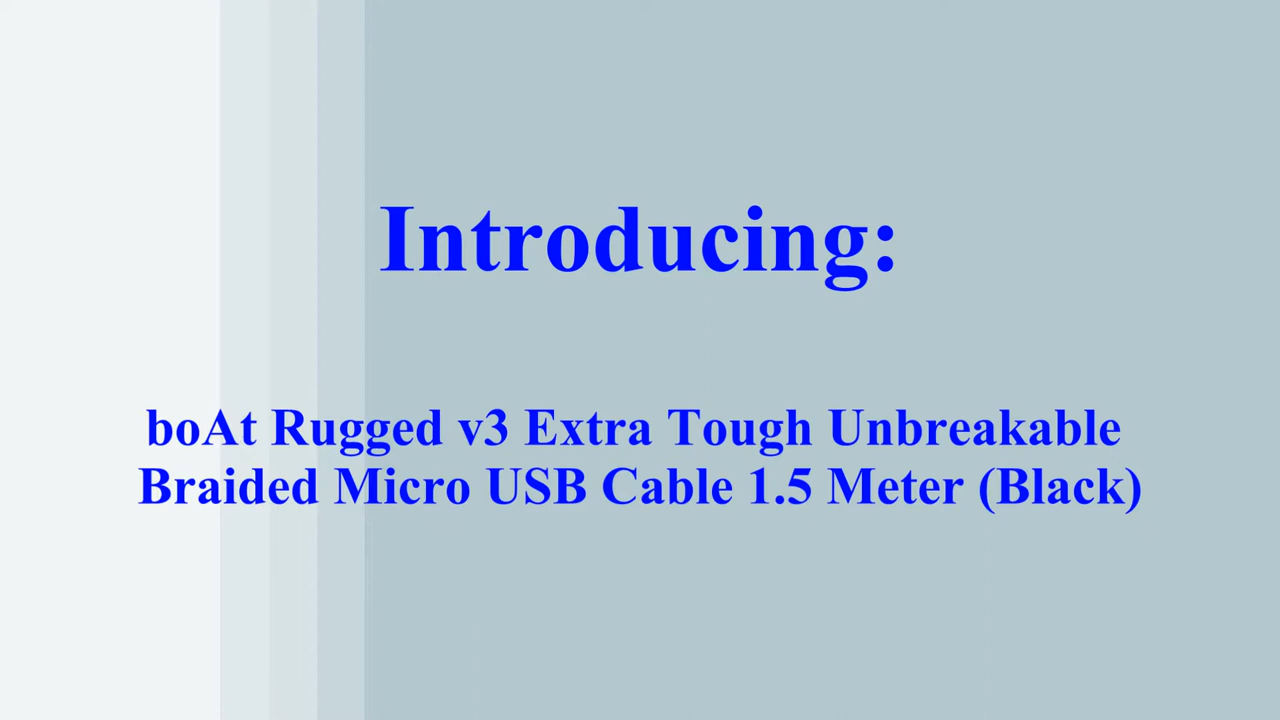 Introducing:
boAt Rugged v3 Extra Tough Unbreakable
Braided Micro USB Cable 1.5 Meter (Black)